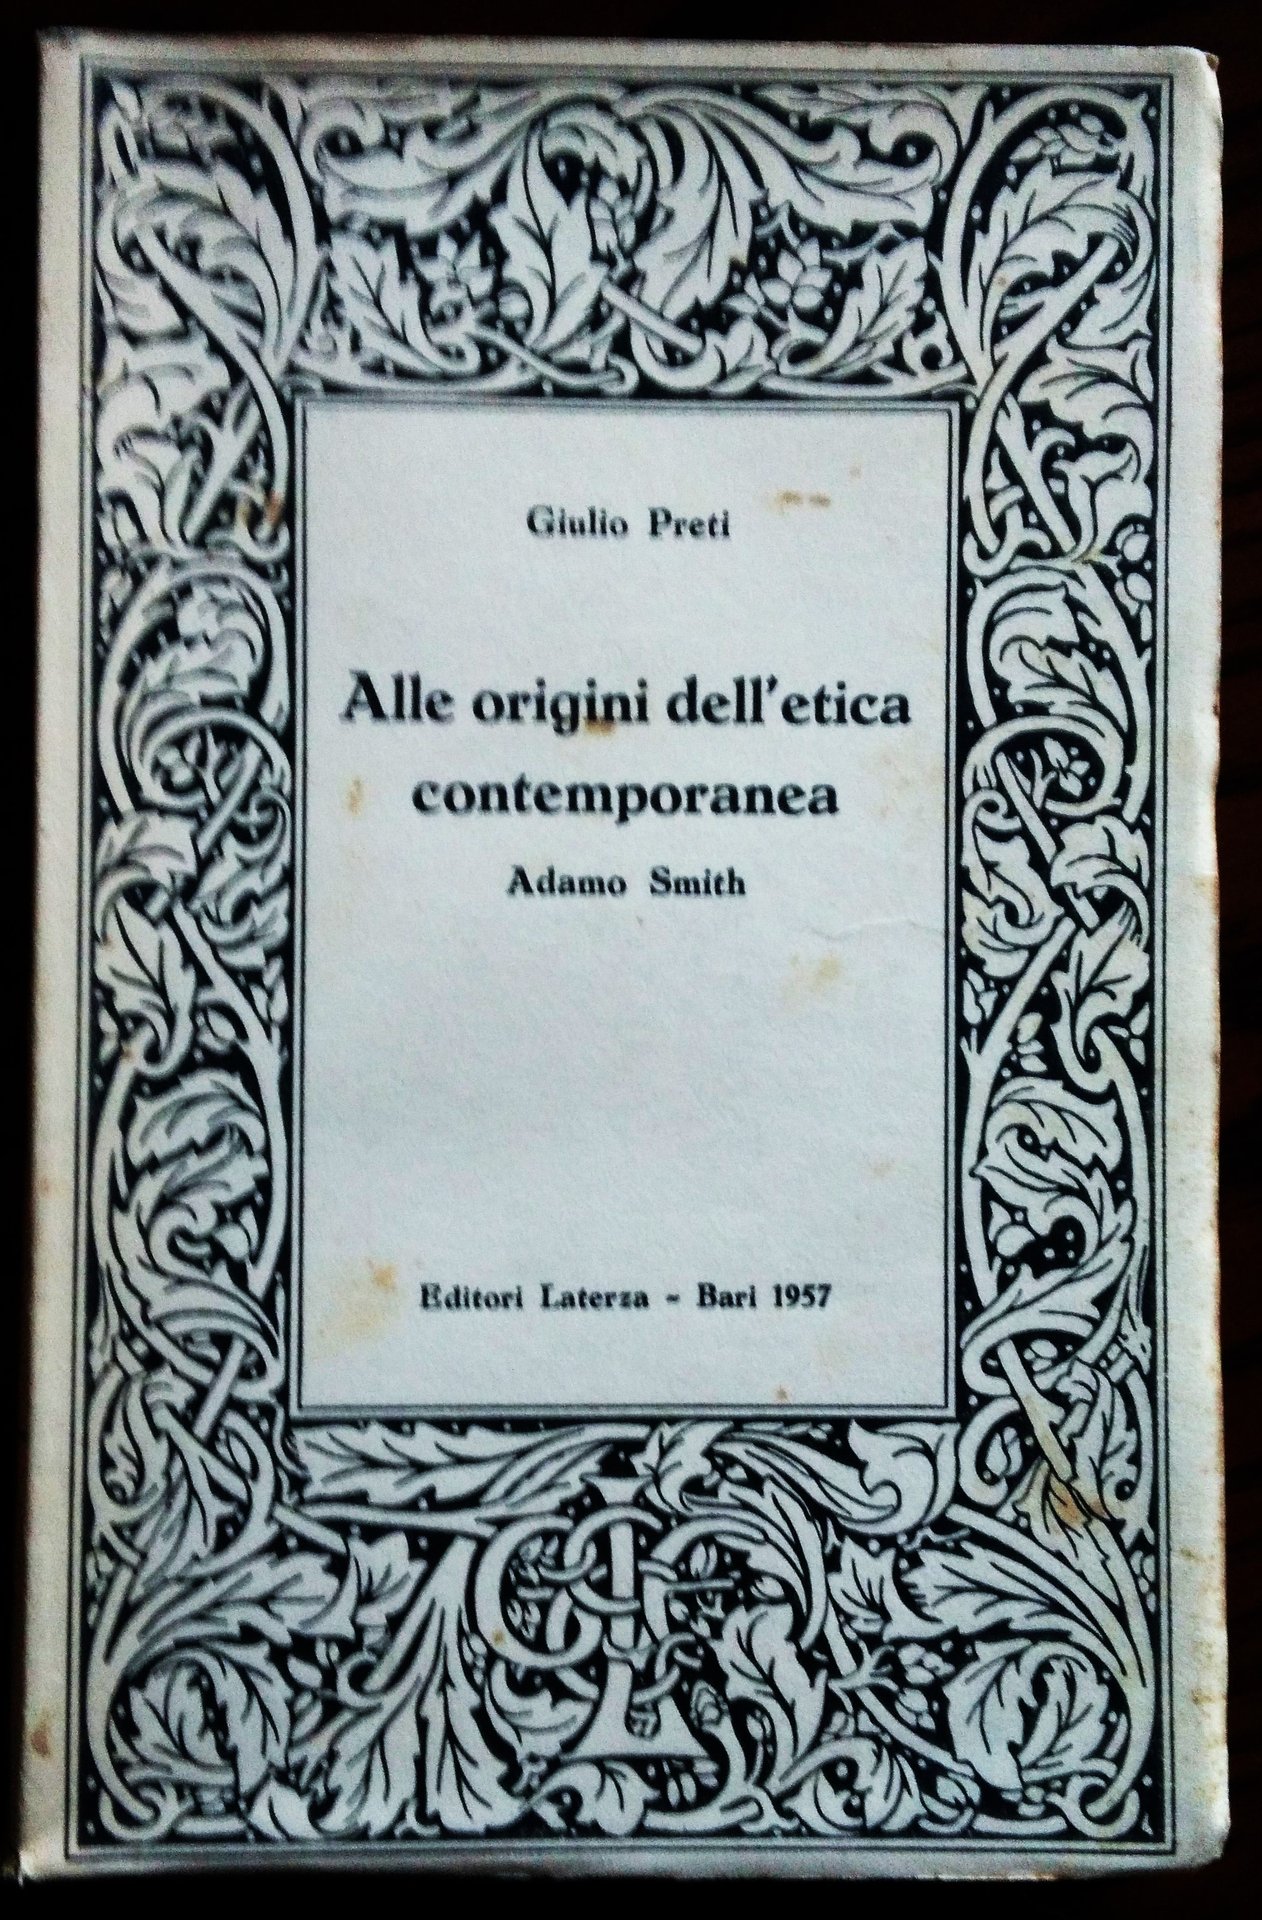 Giulio Preti
Alle origini dell'etica
contemporanea
Adamo Smith
Editori Laterza - Bari 1957